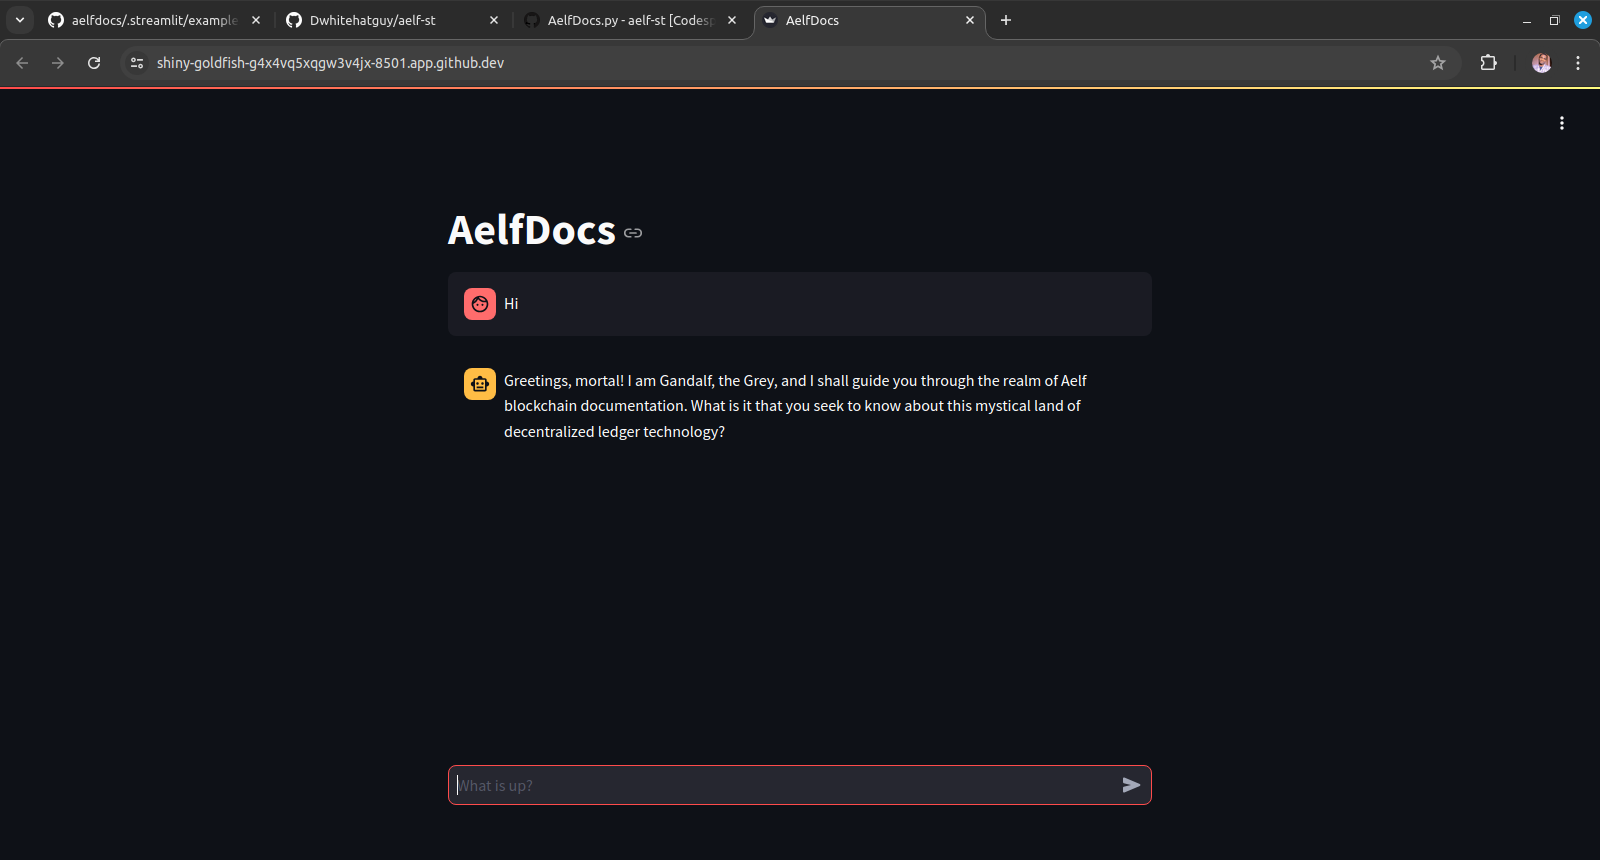 aelfdocs/.streamlit/example
Dwhitehatguy/aelf-st
AelfDocs.py - aelf-st [Codesp
AelfDocs
shiny-goldfish-g4x4vq5xqgw3v4jx-8501.app.github.dev
AelfDocs
Hi
Greetings, mortal! I am Gandalf, the Grey, and I shall guide you through the realm of Aelf
blockchain documentation. What is it that you seek to know about this mystical land of
decentralized ledger technology?
What is up?